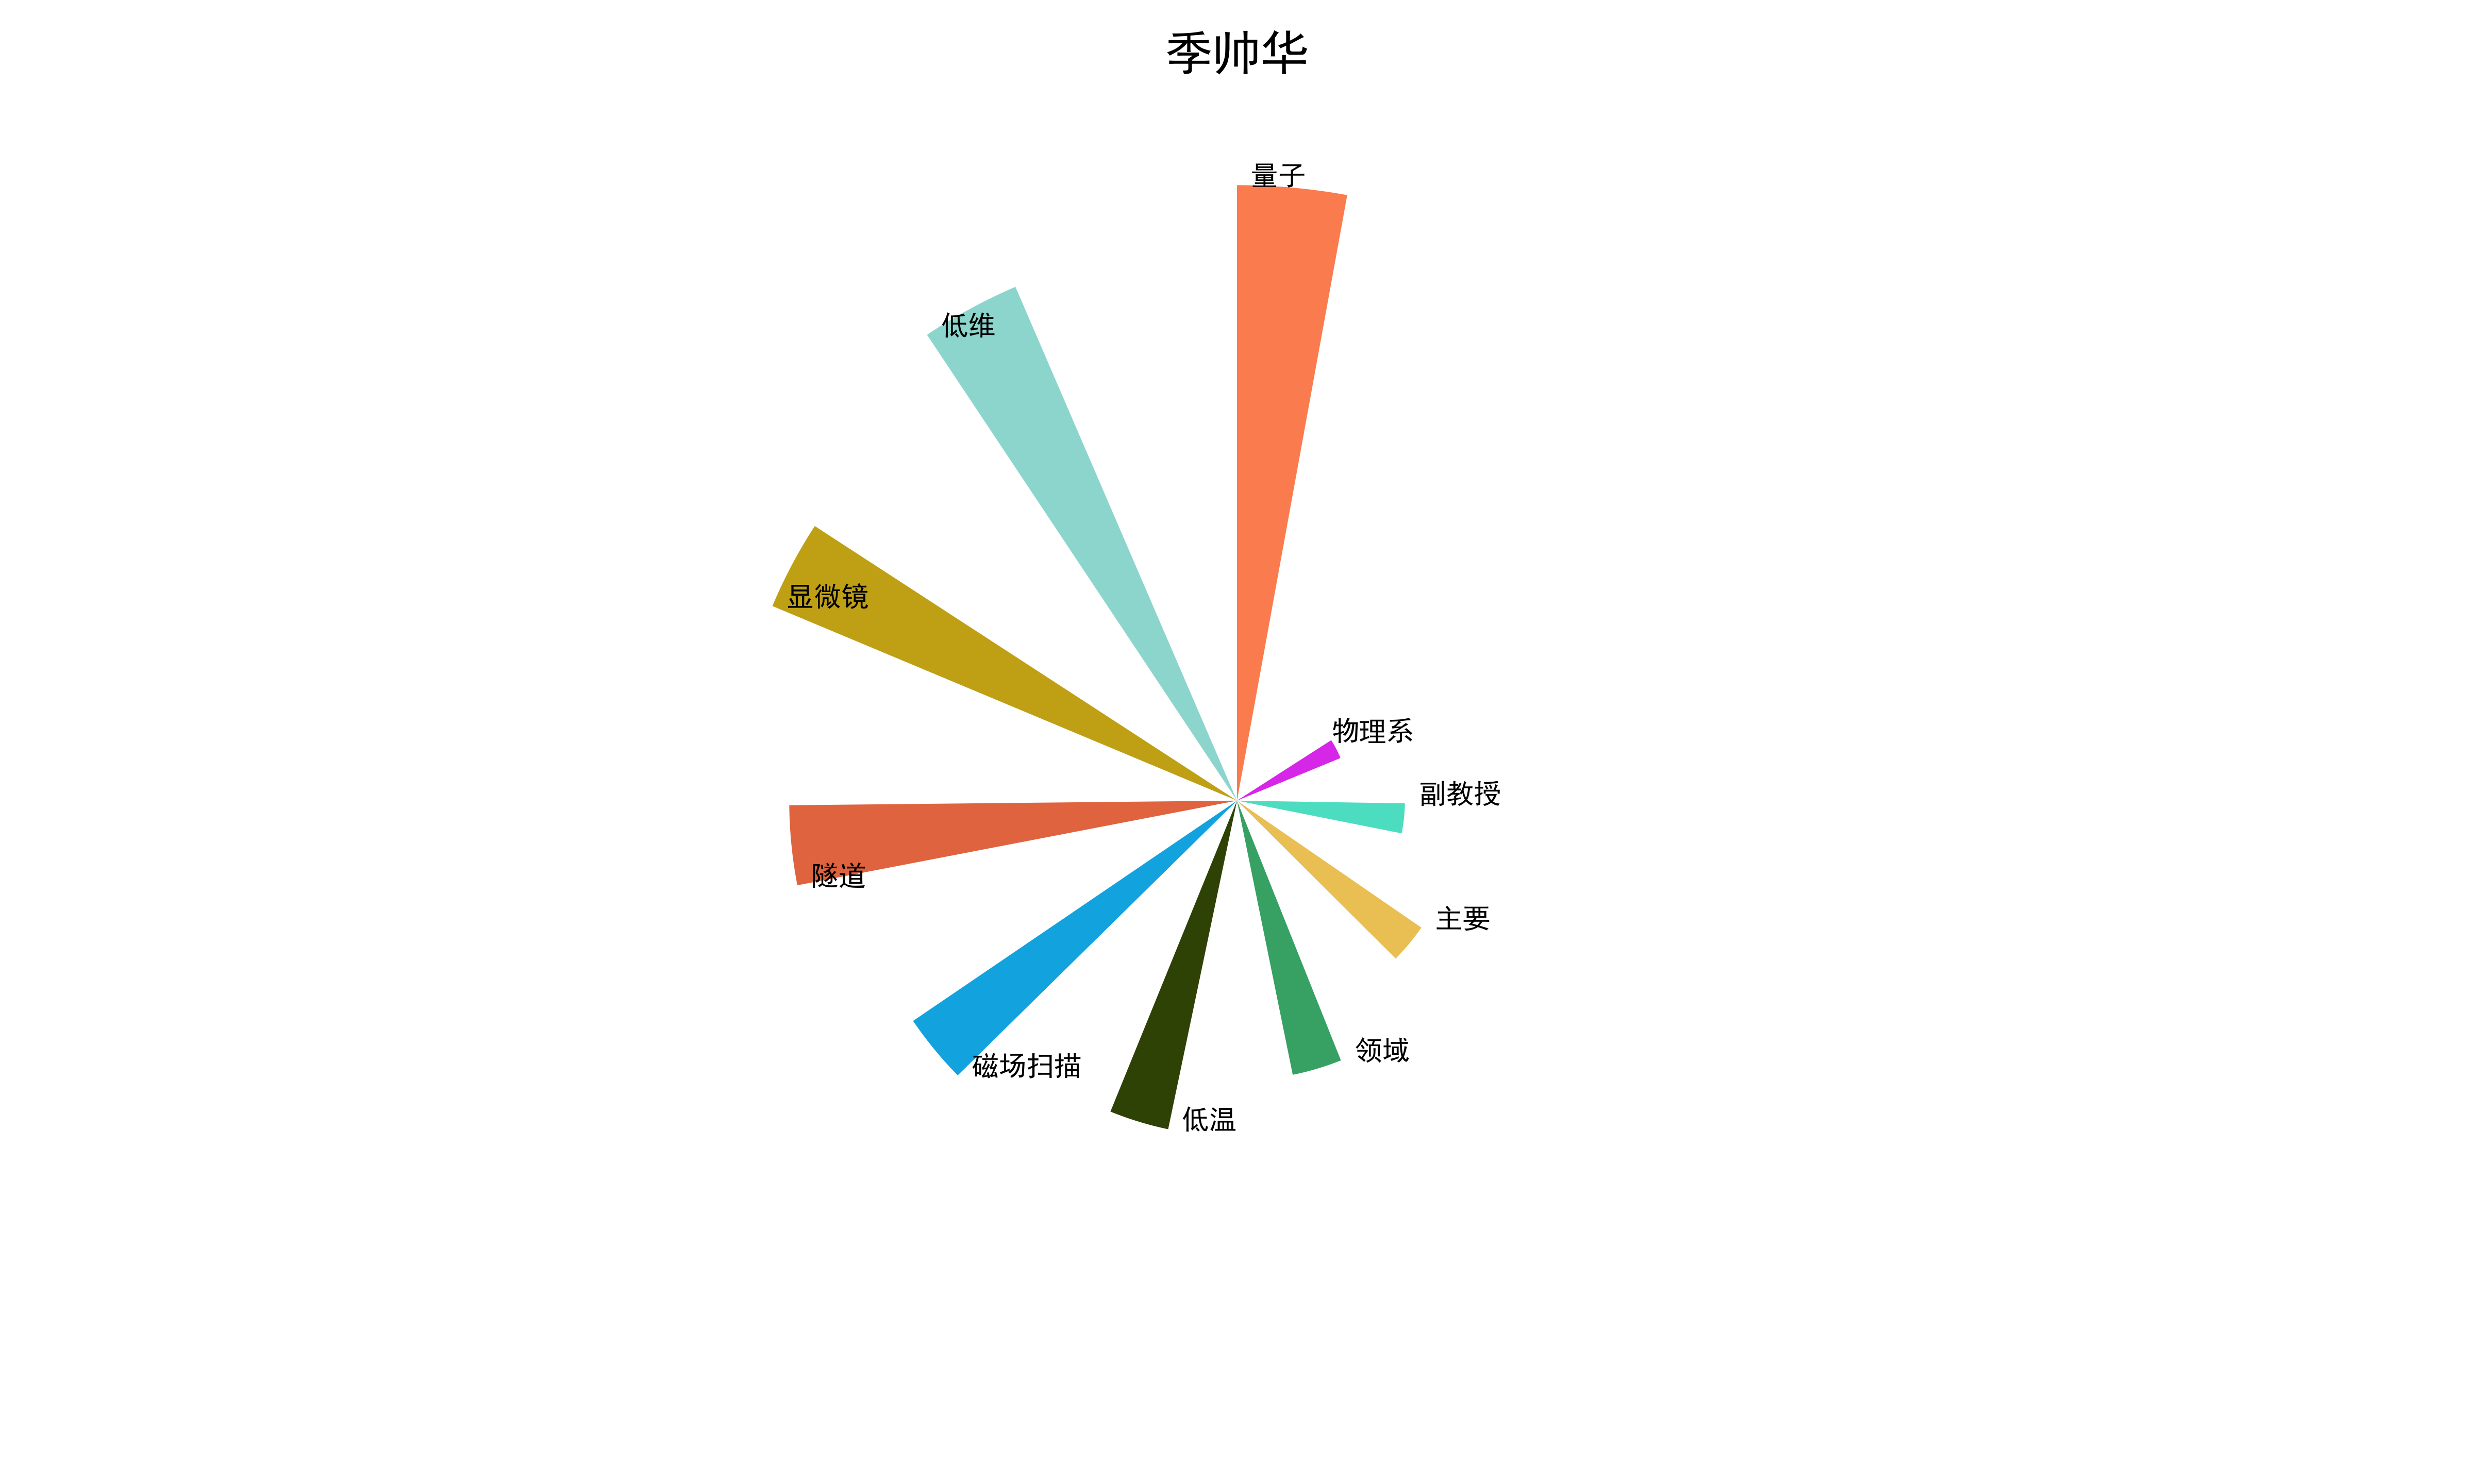 季帅华
量子
低维
显微镜
物理系
副教授
隧道
主要
领域
磁场扫描
低温